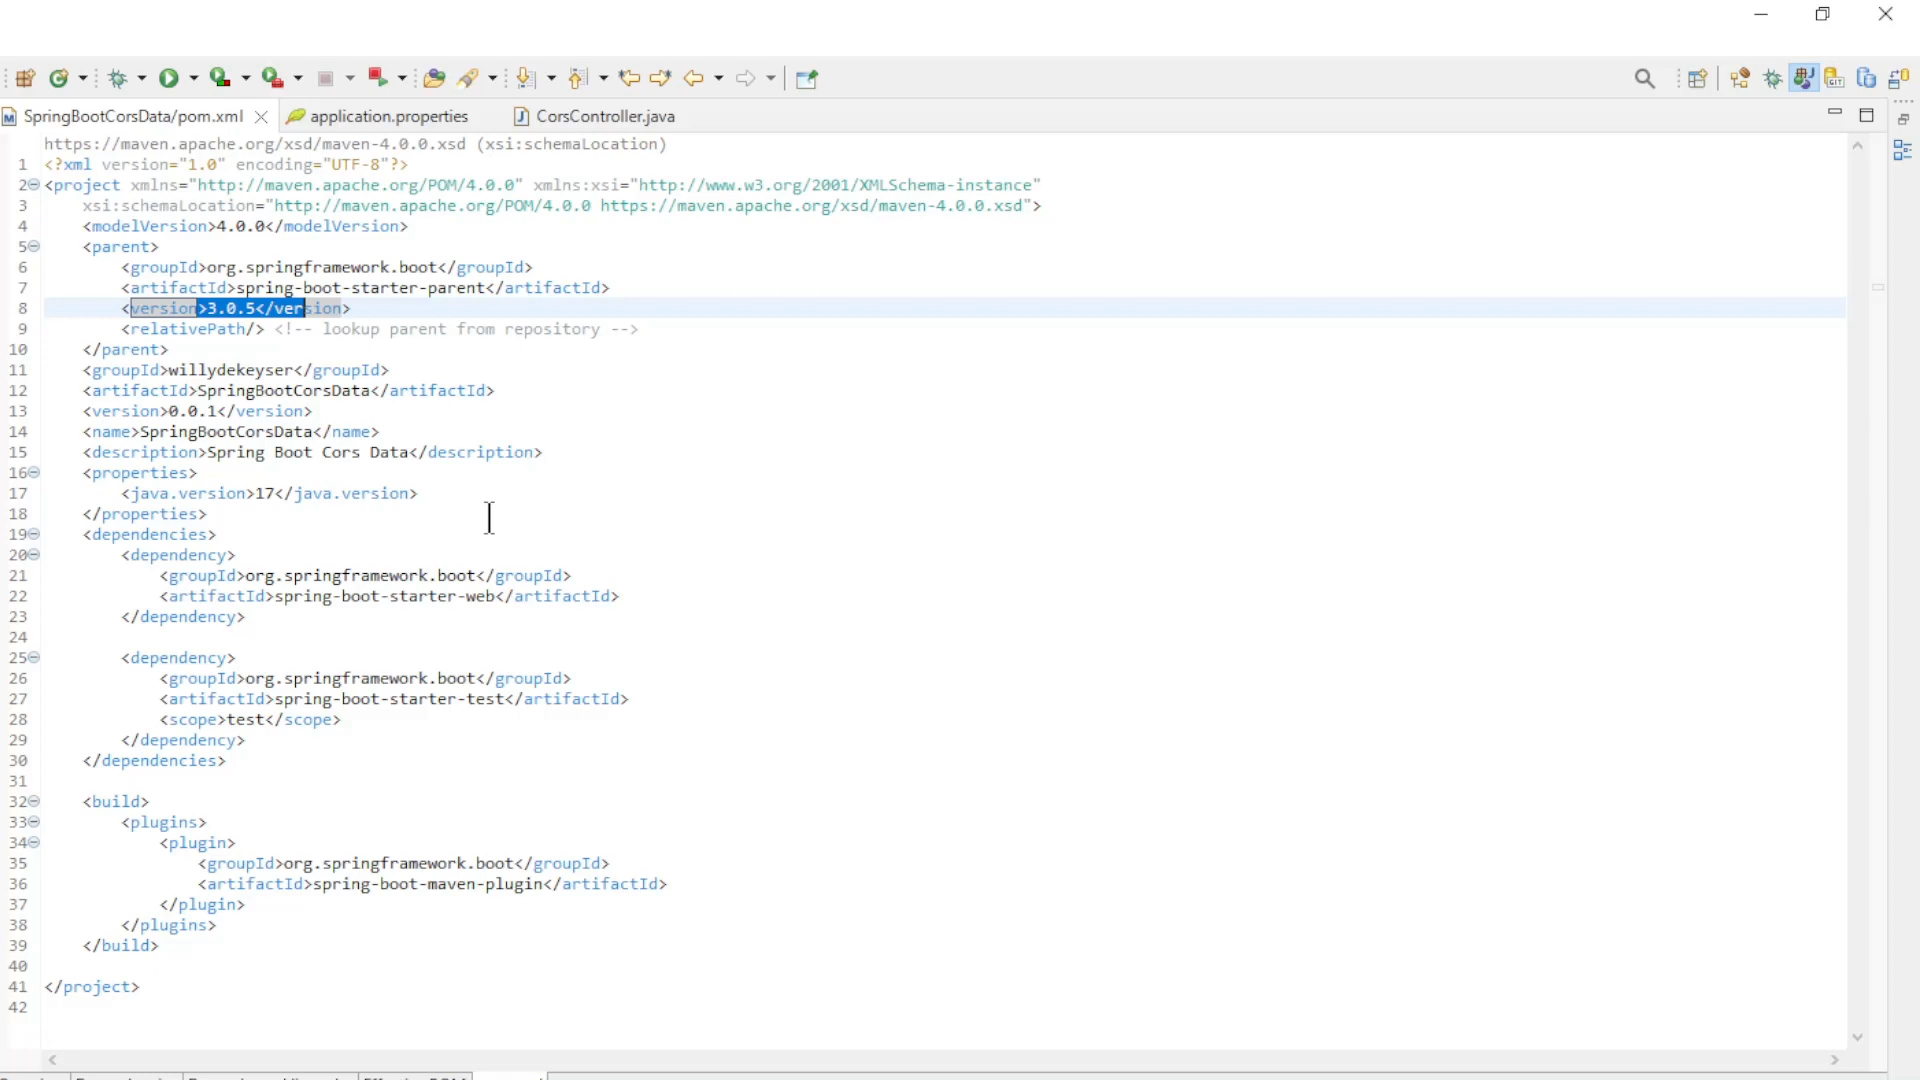 SpringBootCorsData/pom.xml application.properties CorsController.java
https://maven.apache.org/xsd/maven-4.0.0.xsd (xsi:schemaLocation)
1 <?xml version="1.0" encoding="UTF-8"?>
2 <project xmlns="http://maven.apache.org/POM/4.0.0" xmlns:xsi="http://www.w3.org/2001/XMLSchema-instance"
3 xsi:schemaLocation="http://maven.apache.org/POM/4.0.0 https://maven.apache.org/xsd/maven-4.0.0.xsd">
4 <modelVersion>4.0.0</modelVersion>
5 <parent>
6 <groupId>org.springframework.boot</groupId>
7 <artifactId>spring-boot-starter-parent</artifactId>
8 <version>3.0.5</version>
9 <relativePath/> <!-- lookup parent from repository -->
10 </parent>
11 <groupId>willydekeyser</groupId>
12 <artifactId>SpringBootCorsData</artifactId>
13 <version>0.0.1</version>
14 <name>SpringBootCorsData</name>
15 <description>Spring Boot Cors Data</description>
16 <properties>
17 <java.version>17</java.version>
18 </properties>
19 <dependencies>
20 <dependency>
21 <groupId>org.springframework.boot</groupId>
22 <artifactId>spring-boot-starter-web</artifactId>
23 </dependency>
24
25 <dependency>
26 <groupId>org.springframework.boot</groupId>
27 <artifactId>spring-boot-starter-test</artifactId>
28 <scope>test</scope>
29 </dependency>
30 </dependencies>
31
32 <build>
33 <plugins>
34 <plugin>
35 <groupId>org.springframework.boot</groupId>
36 <artifactId>spring-boot-maven-plugin</artifactId>
37 </plugin>
38 </plugins>
39 </build>
40
41 </project>
42